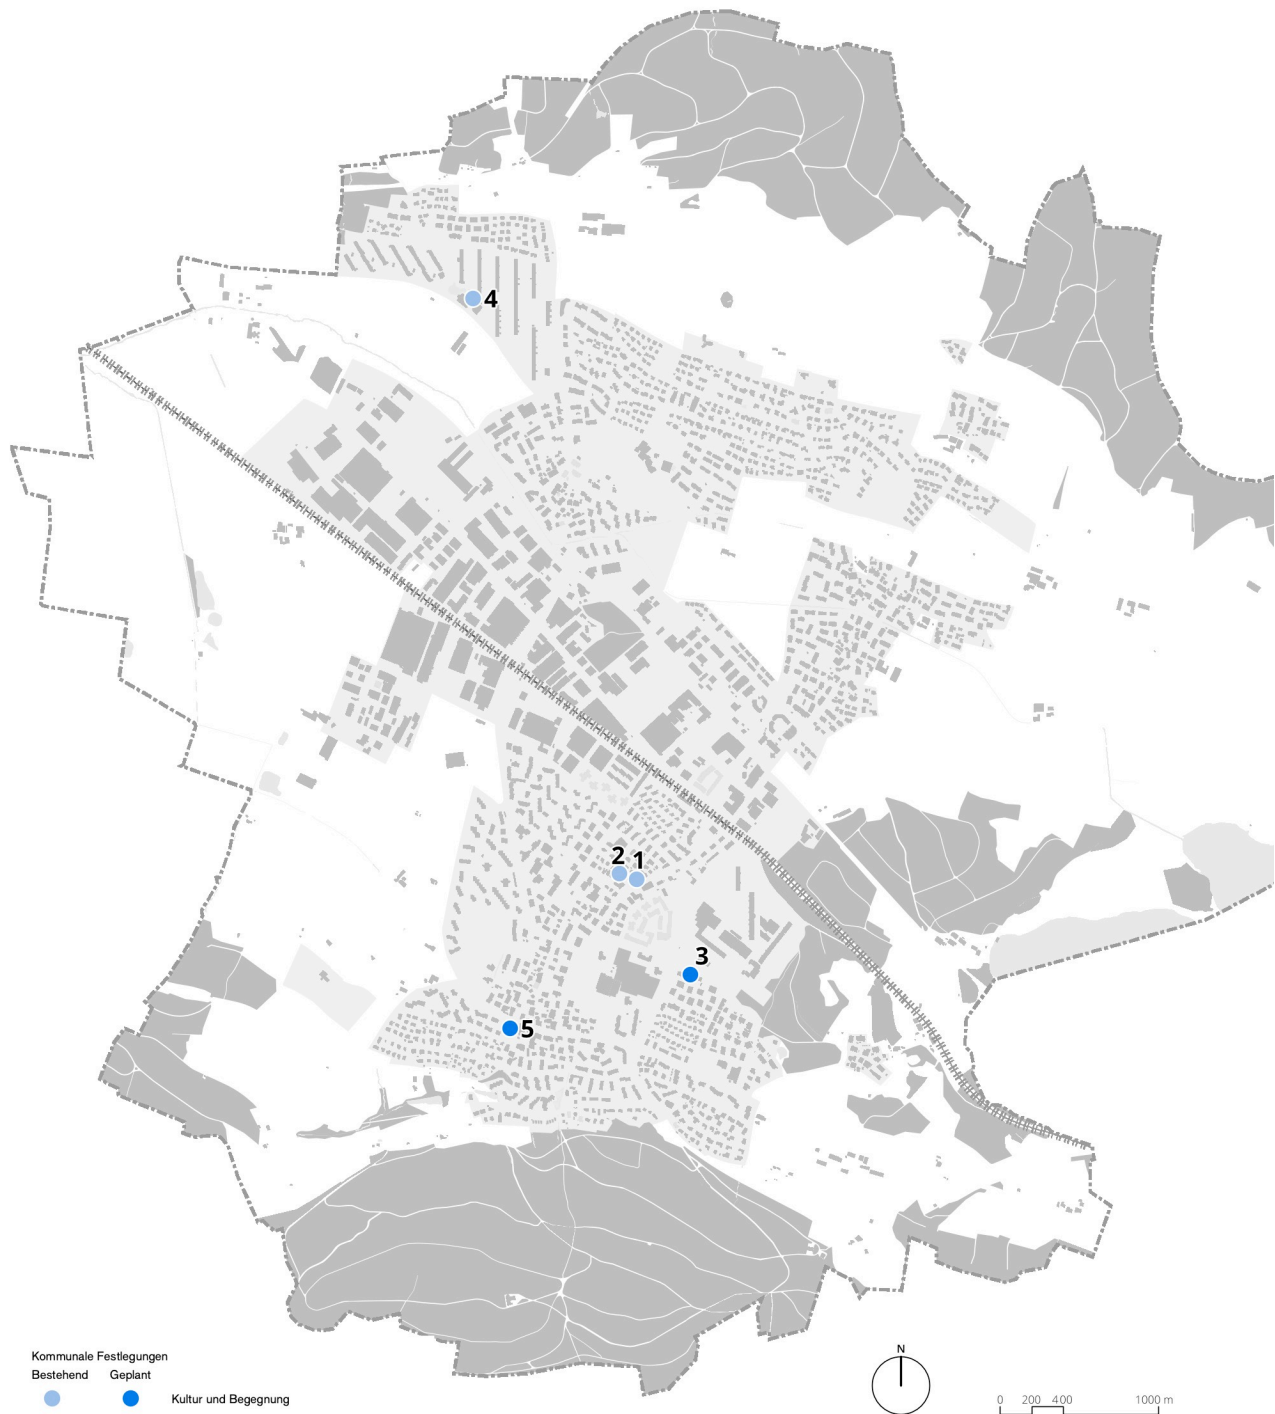 4
2 1
3
5
Kommunale Festlegungen
Bestehend Geplant
Kultur und Begegnung
N
0 200 400 1000 m